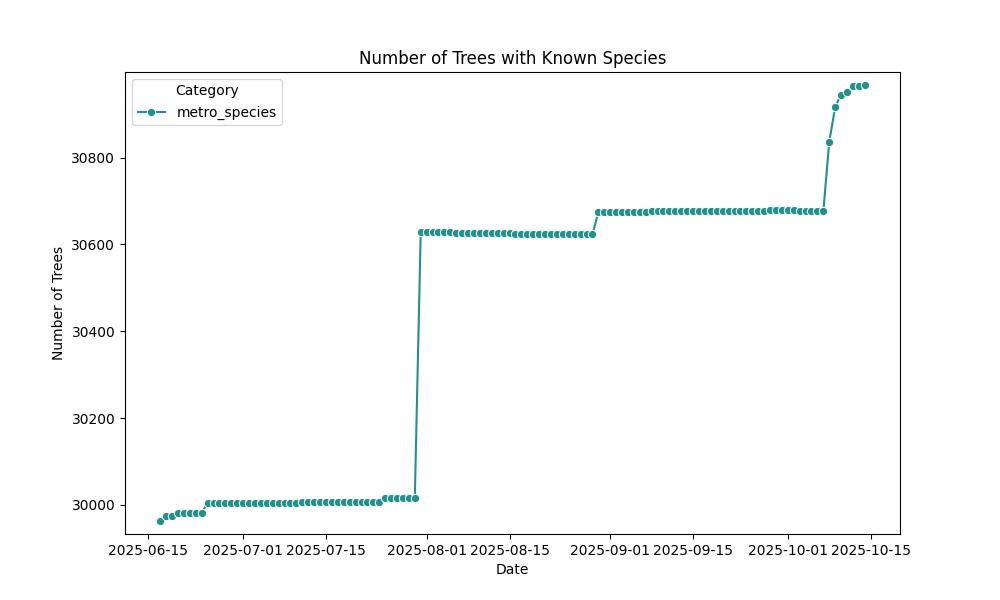 Number of Trees with Known Species
Category
metro_species
30800
30600
30400
30200
30000
Number of Trees
2025-06-15 2025-07-01 2025-07-15 2025-08-01 2025-08-15 2025-09-01 2025-09-15 2025-10-01 2025-10-15
Date